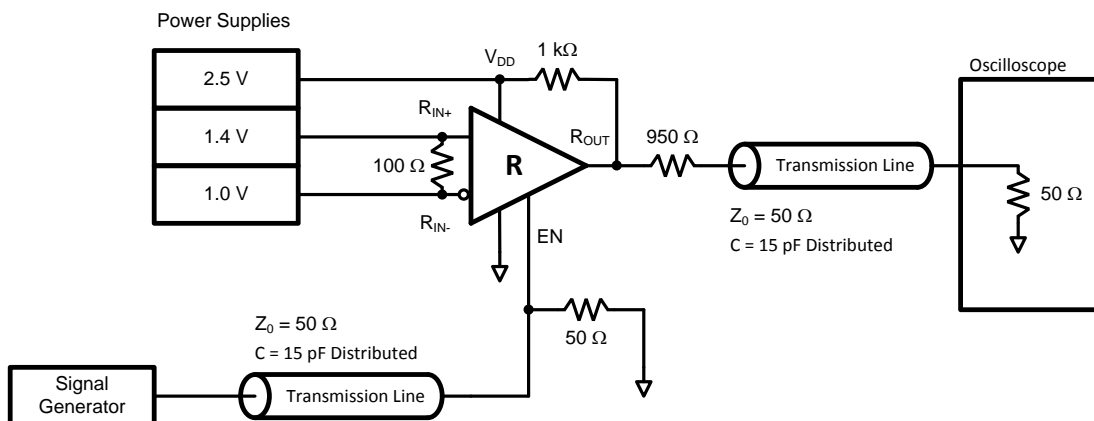 Power Supplies
2.5 V
1.4 V
1.0 V
V_DD
1 kΩ
R_IN+
100 Ω
R_IN-
R
R_OUT
EN
950 Ω
Transmission Line
Z_0 = 50 Ω
C = 15 pF Distributed
Oscilloscope
50 Ω
50 Ω
Z_0 = 50 Ω
C = 15 pF Distributed
Transmission Line
Signal
Generator